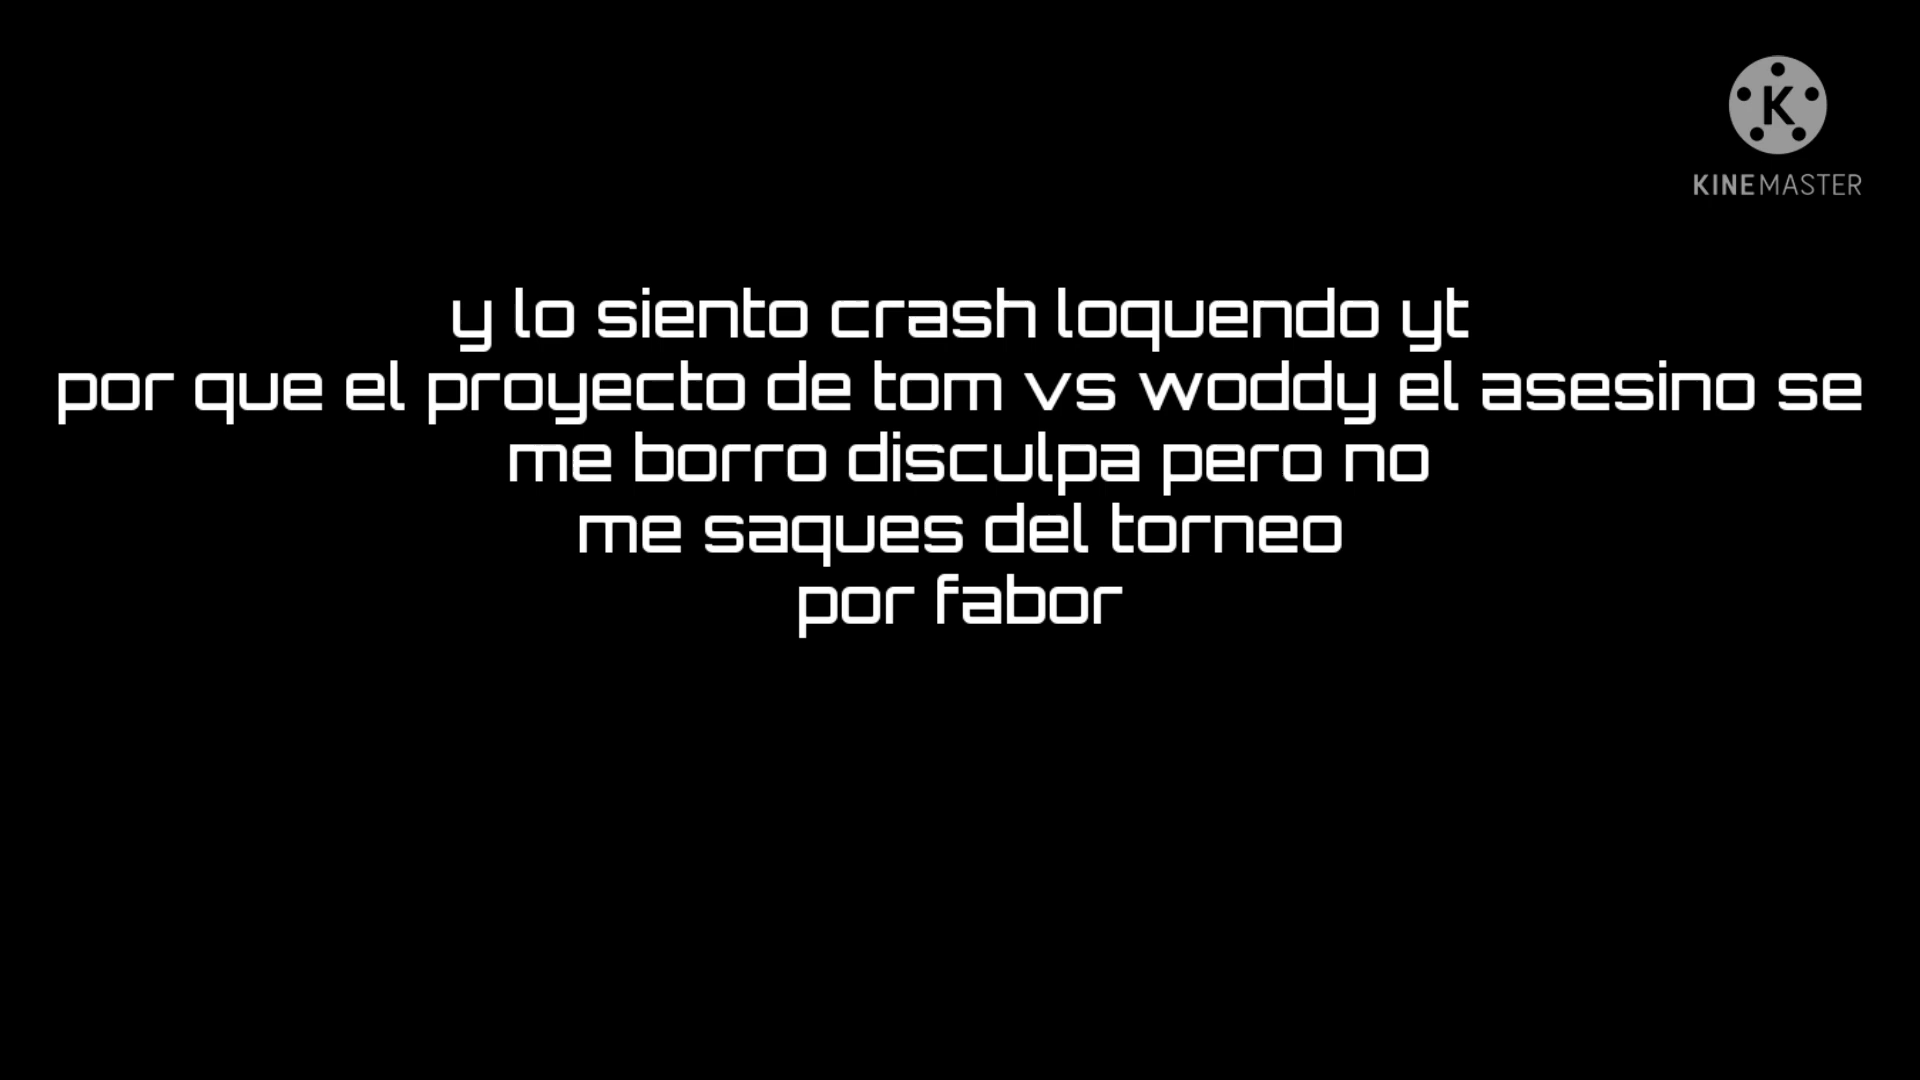 K
KINEMASTER
y lo siento crash loquendo yt
por que el proyecto de tom vs woddy el asesino se
me borro disculpa pero no
me saques del torneo
por fabor